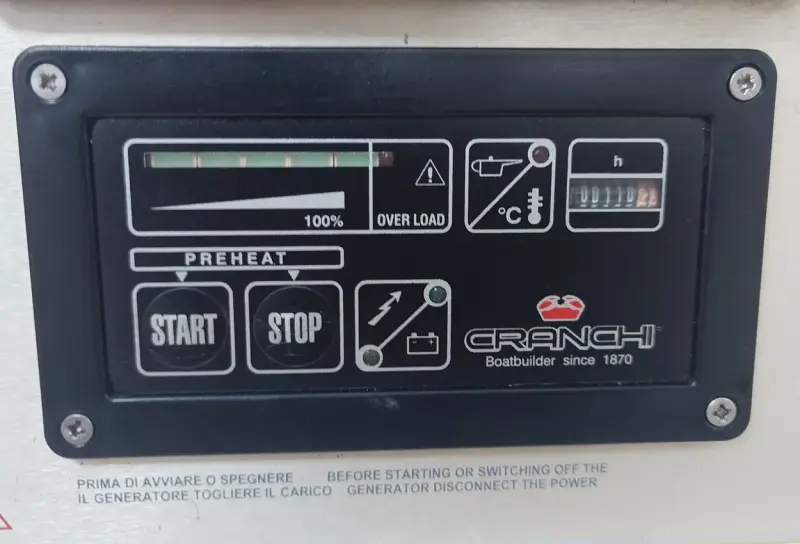 100%
OVER LOAD
°C
h
PREHEAT
START
STOP
CRANCHI
Boatbuilder since 1870
PRIMA DI AVVIARE O SPEGNERE
IL GENERATORE TOGLIERE IL CARICO
BEFORE STARTING OR SWITCHING OFF THE
GENERATOR DISCONNECT THE POWER